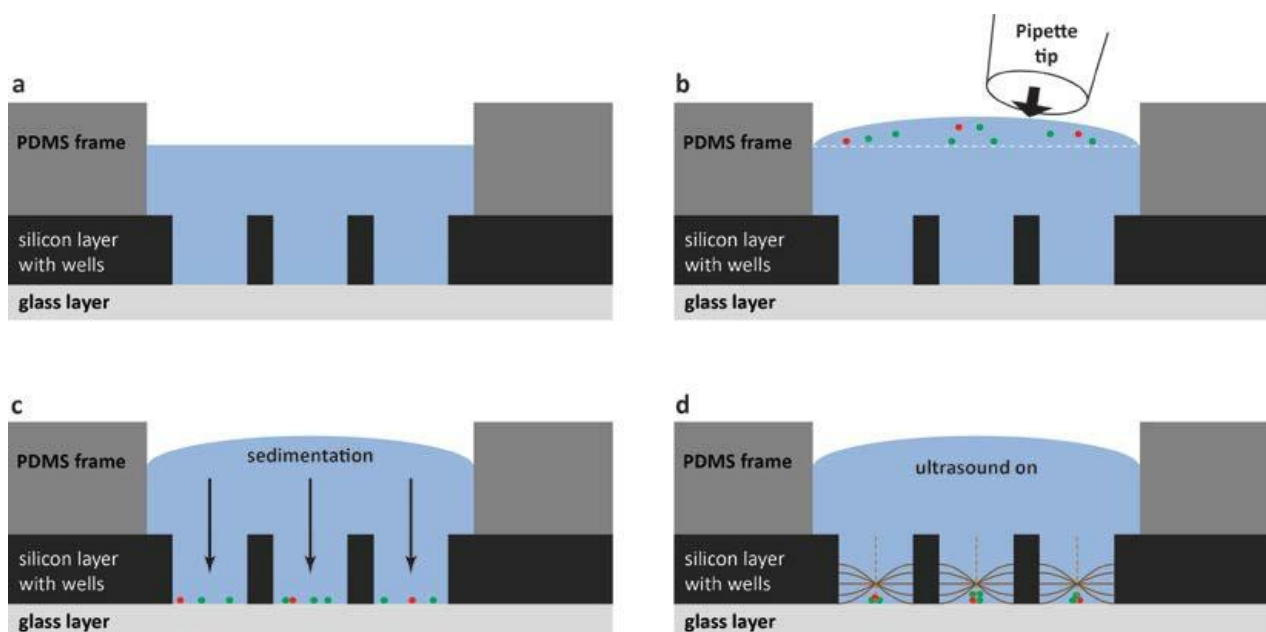 a
PDMS frame
silicon layer
with wells
glass layer
b
Pipette
tip
PDMS frame
silicon layer
with wells
glass layer
c
PDMS frame
sedimentation
silicon layer
with wells
glass layer
d
PDMS frame
ultrasound on
silicon layer
with wells
glass layer